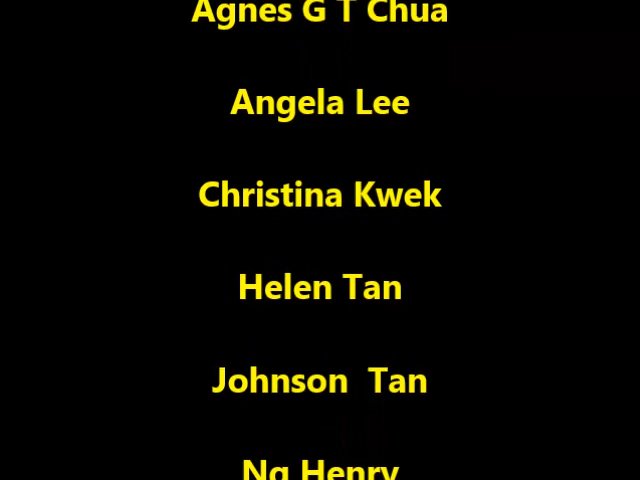 Agnes G T Chua
Angela Lee
Christina Kwek
Helen Tan
Johnson  Tan
Ng Henry